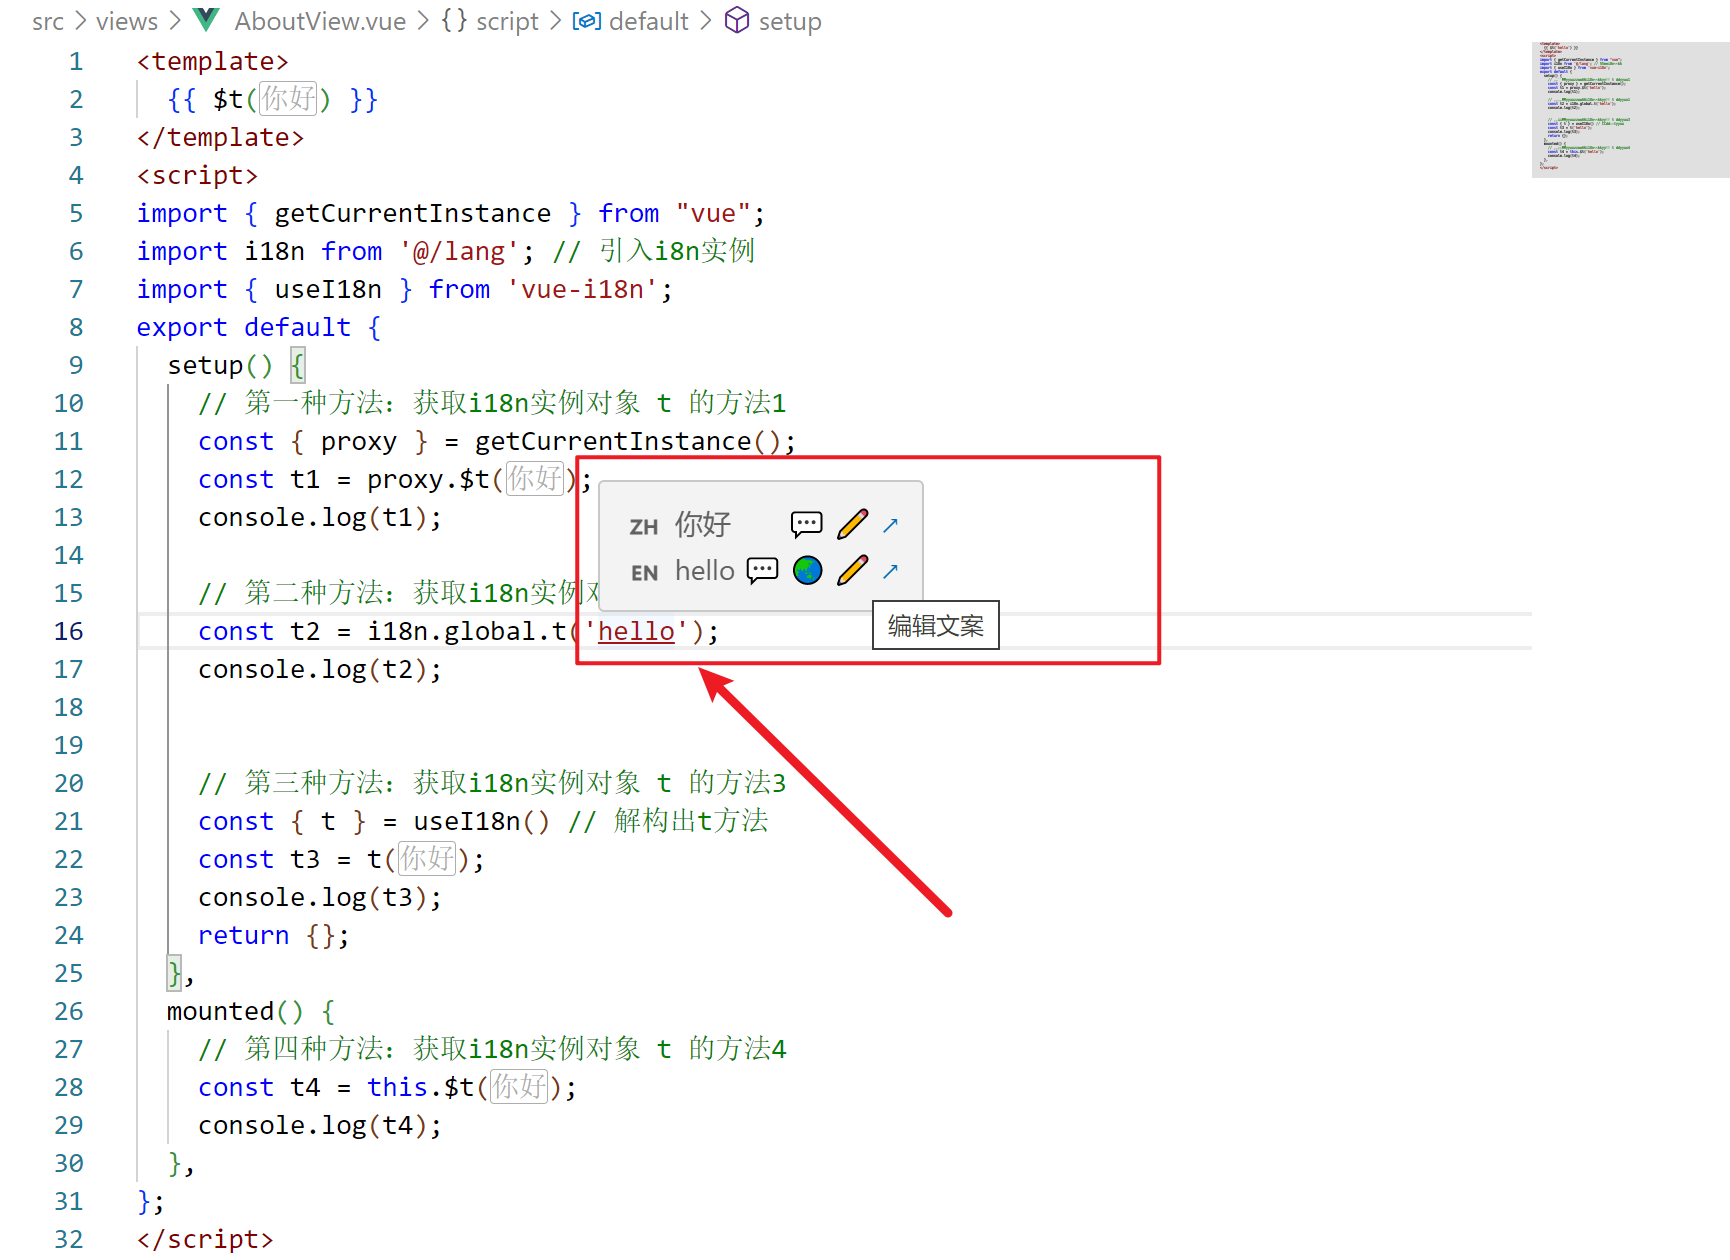 src > views > AboutView.vue > {} script > default > setup
1 <template>
2 {{ $t(你好) }}
3 </template>
4 <script>
5 import { getCurrentInstance } from "vue";
6 import i18n from '@/lang'; // 引入i8n实例
7 import { useI18n } from 'vue-i18n';
8 export default {
9 setup() {
10 // 第一种方法：获取i18n实例对象 t 的方法1
11 const { proxy } = getCurrentInstance();
12 const t1 = proxy.$t(你好);
13 console.log(t1);
ZH 你好
14
EN hello
15 // 第二种方法：获取i18n实例对
16 const t2 = i18n.global.t('hello');
编辑文案
17 console.log(t2);
18
19
20 // 第三种方法：获取i18n实例对象 t 的方法3
21 const { t } = useI18n() // 解构出t方法
22 const t3 = t(你好);
23 console.log(t3);
24 return {};
25 },
26 mounted() {
27 // 第四种方法：获取i18n实例对象 t 的方法4
28 const t4 = this.$t(你好);
29 console.log(t4);
30 },
31 };
32 </script>